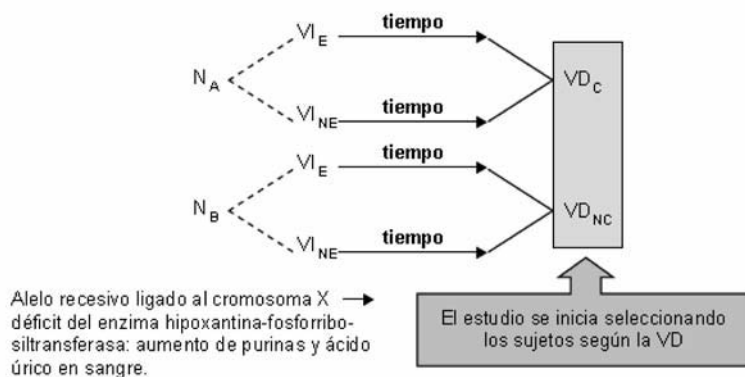 VI_E tiempo
N_A VD_C
VI_NE tiempo
VI_E tiempo
N_B VD_NC
VI_NE tiempo
Alelo recesivo ligado al cromosoma X →
déficit del enzima hipoxantina-fosforribo-
siltransferasa: aumento de purinas y ácido
úrico en sangre.
El estudio se inicia seleccionando
los sujetos según la VD